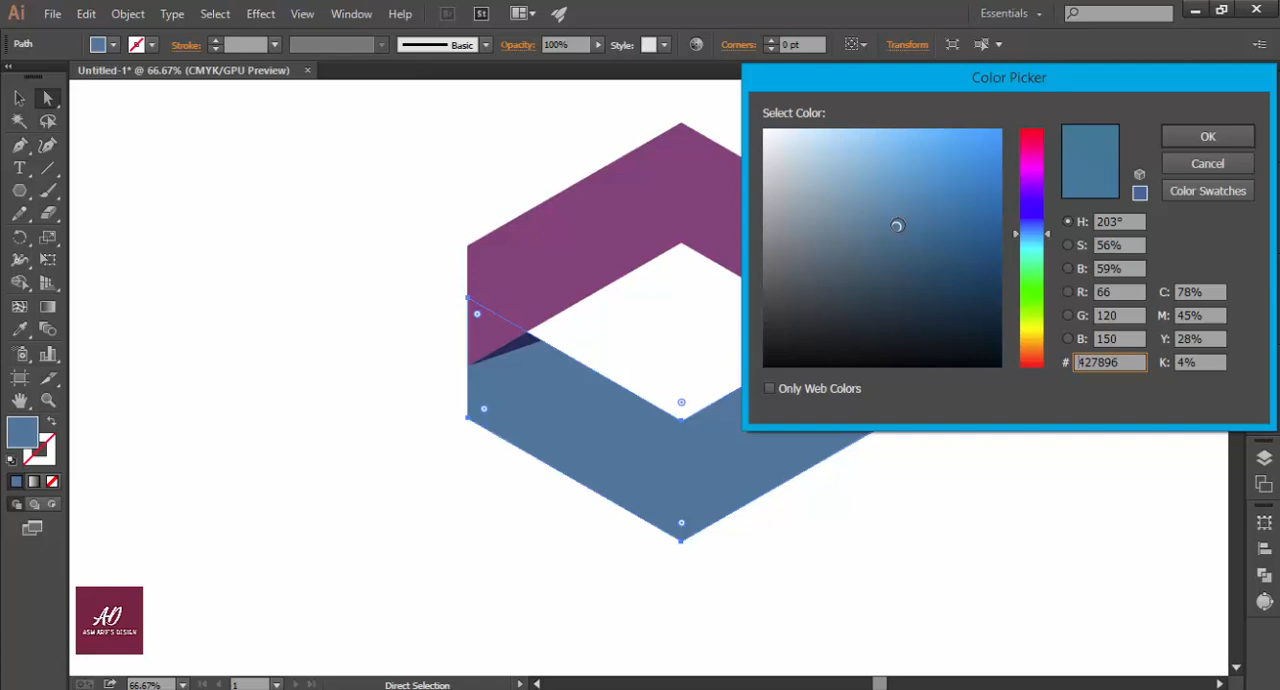 Ai File Edit Object Type Select Effect View Window Help Br St Essentials
Path Stroke: Basic Opacity: 100% Style: Corners: 0 pt Transform
Untitled-1* @ 66.67% (CMYK/GPU Preview) ×
Color Picker
Select Color:
OK
Cancel
Color Swatches
H: 203°
S: 56%
B: 59%
R: 66 C: 78%
G: 120 M: 45%
B: 150 Y: 28%
# 427896 K: 4%
Only Web Colors
T
AD
ASW ARIF'S DESIGN
66.67% 1 Direct Selection